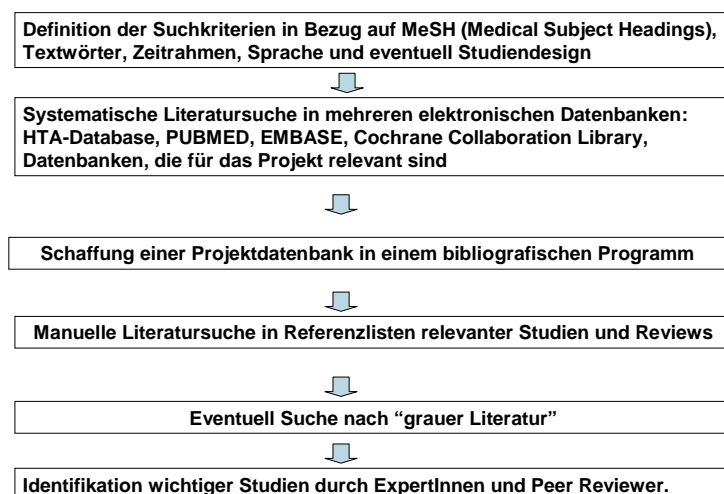 Definition der Suchkriterien in Bezug auf MeSH (Medical Subject Headings),
Textwörter, Zeitrahmen, Sprache und eventuell Studiendesign
Systematische Literatursuche in mehreren elektronischen Datenbanken:
HTA-Database, PUBMED, EMBASE, Cochrane Collaboration Library,
Datenbanken, die für das Projekt relevant sind
Schaffung einer Projektdatenbank in einem bibliografischen Programm
Manuelle Literatursuche in Referenzlisten relevanter Studien und Reviews
Eventuell Suche nach “grauer Literatur”
Identifikation wichtiger Studien durch ExpertInnen und Peer Reviewer.